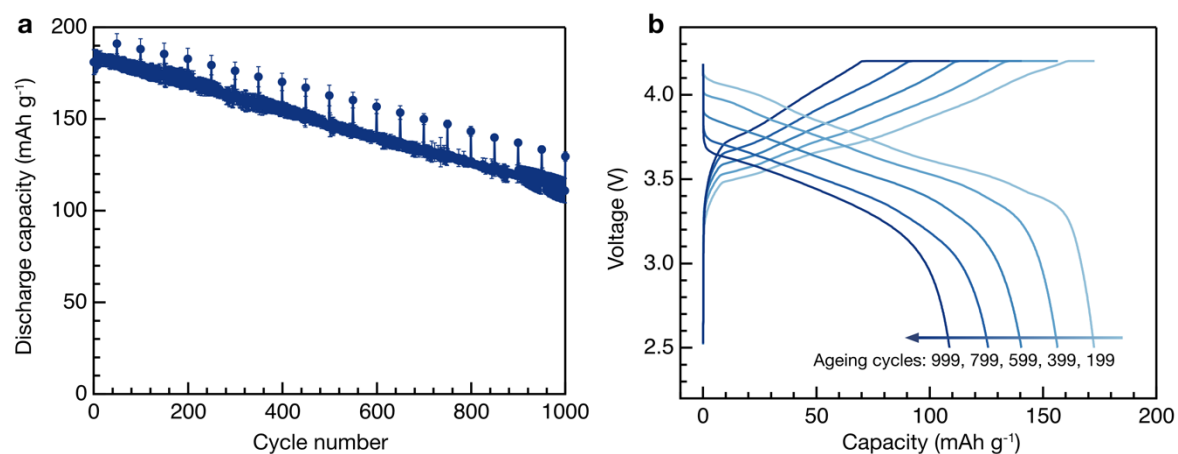 a
200
150
100
50
0
Discharge capacity (mAh g⁻¹)
0 200 400 600 800 1000
Cycle number
b
4.0
3.5
3.0
2.5
Voltage (V)
Ageing cycles: 999, 799, 599, 399, 199
0 50 100 150 200
Capacity (mAh g⁻¹)